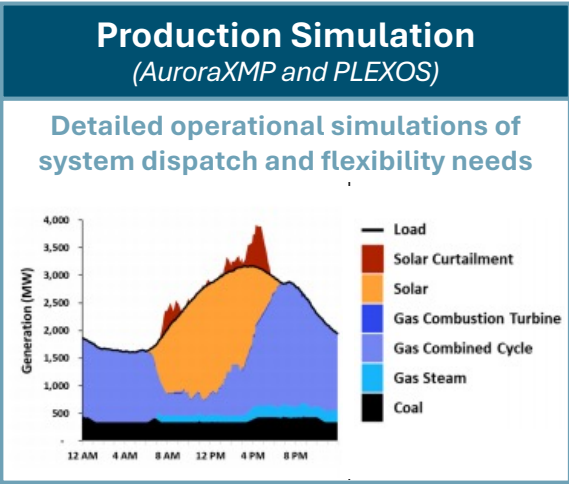 Production Simulation
(AuroraXMP and PLEXOS)
Detailed operational simulations of
system dispatch and flexibility needs
Generation (MW)
4,000
3,500
3,000
2,500
2,000
1,500
1,000
500
-
12 AM 4 AM 8 AM 12 PM 4 PM 8 PM
Load
Solar Curtailment
Solar
Gas Combustion Turbine
Gas Combined Cycle
Gas Steam
Coal